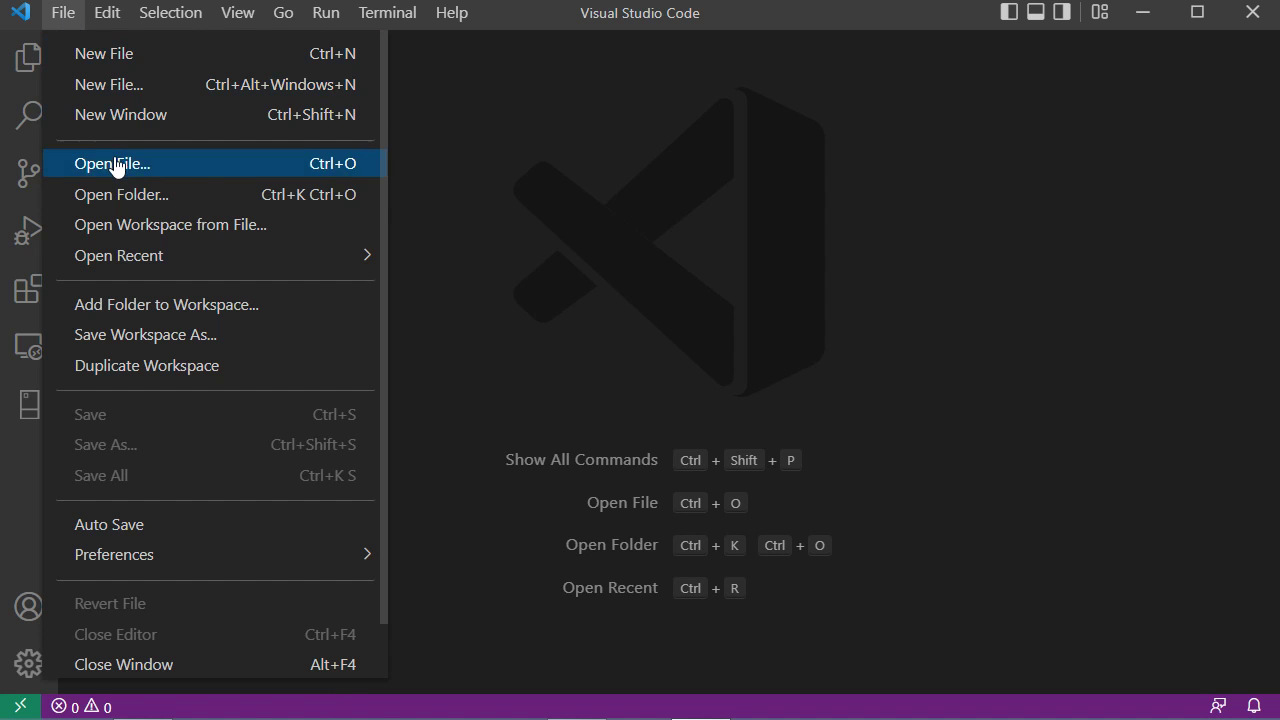 File Edit Selection View Go Run Terminal Help Visual Studio Code
New File Ctrl+N
New File... Ctrl+Alt+Windows+N
New Window Ctrl+Shift+N
Open File... Ctrl+O
Open Folder... Ctrl+K Ctrl+O
Open Workspace from File...
Open Recent
Add Folder to Workspace...
Save Workspace As...
Duplicate Workspace
Save Ctrl+S
Save As... Ctrl+Shift+S
Save All Ctrl+K S
Auto Save
Preferences
Revert File
Close Editor Ctrl+F4
Close Window Alt+F4
Show All Commands Ctrl + Shift + P
Open File Ctrl + O
Open Folder Ctrl + K Ctrl + O
Open Recent Ctrl + R
0 0